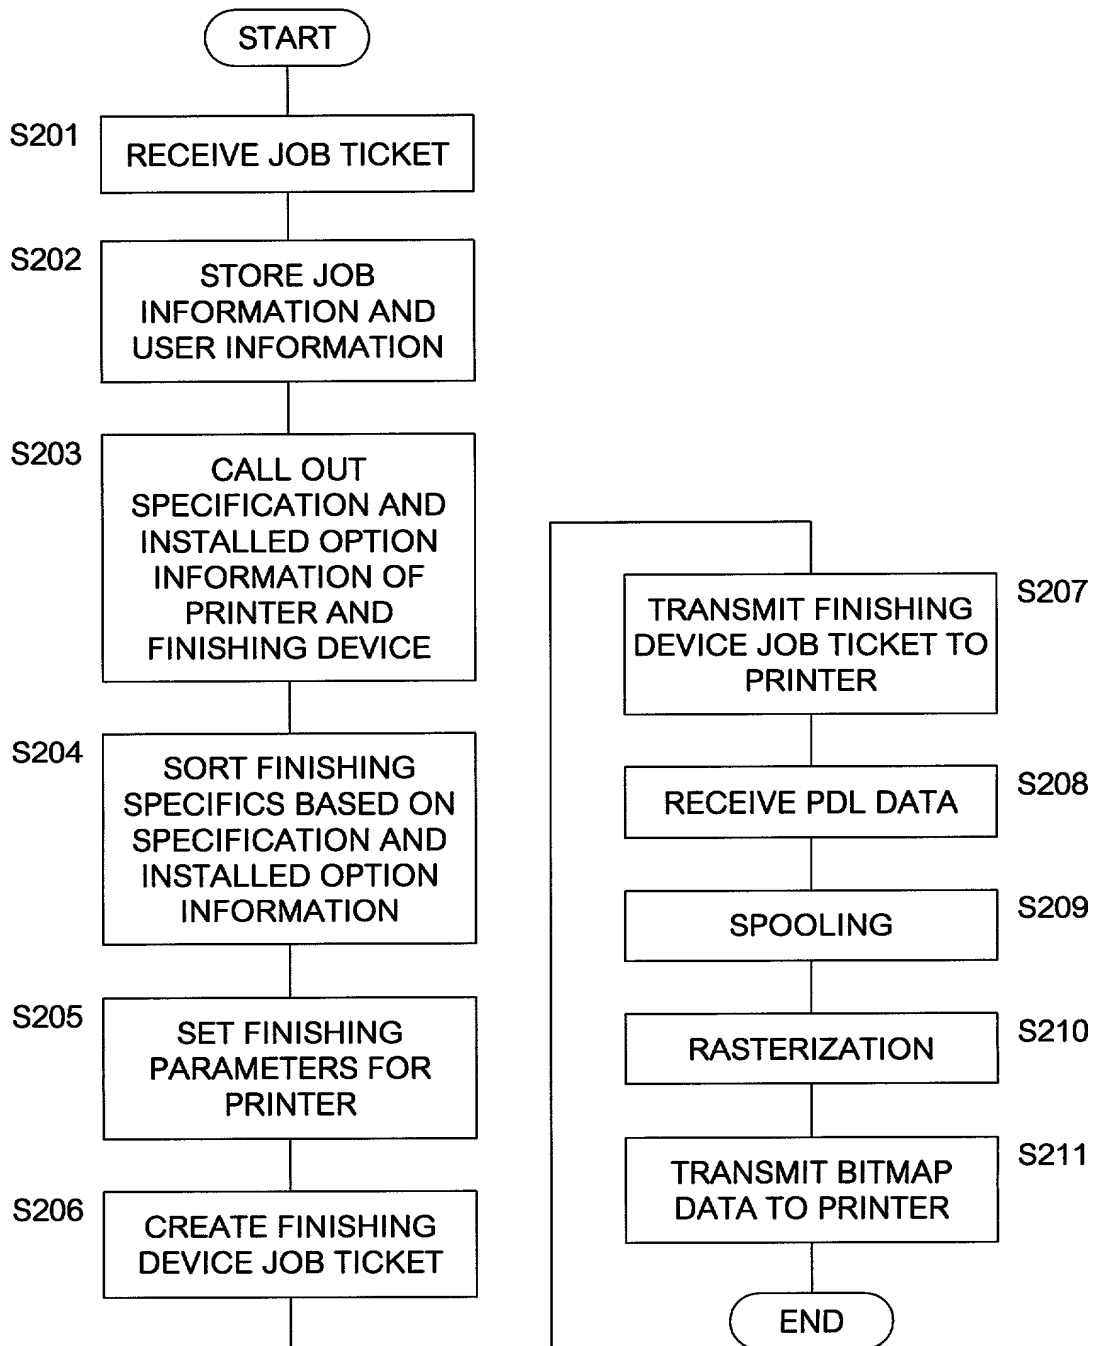 START
S201
RECEIVE JOB TICKET
S202
STORE JOB
INFORMATION AND
USER INFORMATION
S203
CALL OUT
SPECIFICATION AND
INSTALLED OPTION
INFORMATION OF
PRINTER AND
FINISHING DEVICE
S204
SORT FINISHING
SPECIFICS BASED ON
SPECIFICATION AND
INSTALLED OPTION
INFORMATION
S205
SET FINISHING
PARAMETERS FOR
PRINTER
S206
CREATE FINISHING
DEVICE JOB TICKET
S207
TRANSMIT FINISHING
DEVICE JOB TICKET TO
PRINTER
S208
RECEIVE PDL DATA
S209
SPOOLING
S210
RASTERIZATION
S211
TRANSMIT BITMAP
DATA TO PRINTER
END